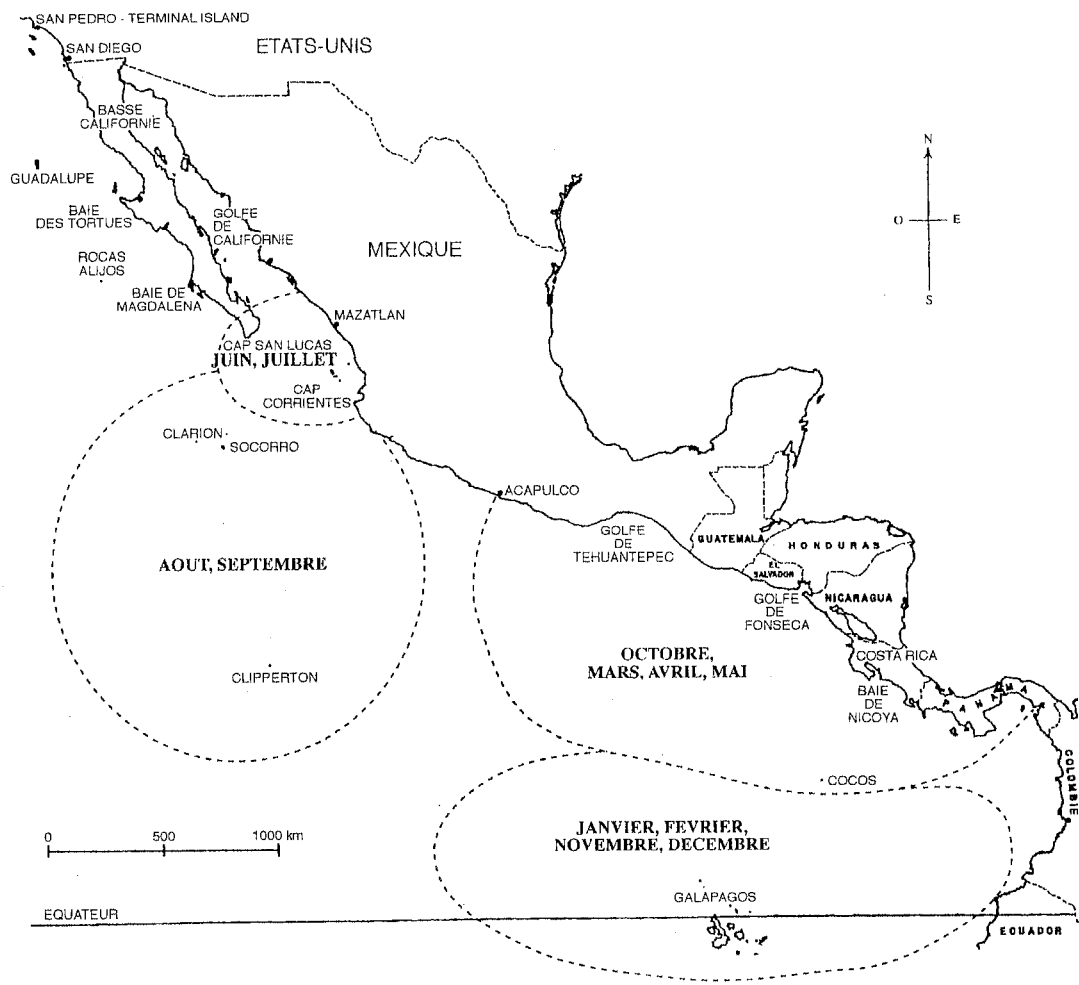 SAN PEDRO - TERMINAL ISLAND
SAN DIEGO
ETATS-UNIS
BASSE
CALIFORNIE
GUADALUPE
BAIE
DES TORTUES
GOLFE
DE
CALIFORNIE
MEXIQUE
ROCAS
ALIJOS
BAIE DE
MAGDALENA
N
O
E
S
MAZATLAN
CAP SAN LUCAS
JUIN, JUILLET
CAP
CORRIENTES
CLARION
SOCORRO
ACAPULCO
GOLFE
DE
TEHUANTEPEC
GUATEMALA
HONDURAS
EL
SALVADOR
AOUT, SEPTEMBRE
GOLFE
DE
FONSECA
NICARAGUA
OCTOBRE,
MARS, AVRIL, MAI
COSTA RICA
CLIPPERTON
BAIE
DE
NICOYA
PANAMA
COLOMBIE
COCOS
0 500 1000 km
JANVIER, FEVRIER,
NOVEMBRE, DECEMBRE
GALAPAGOS
EQUATEUR
ECUADOR